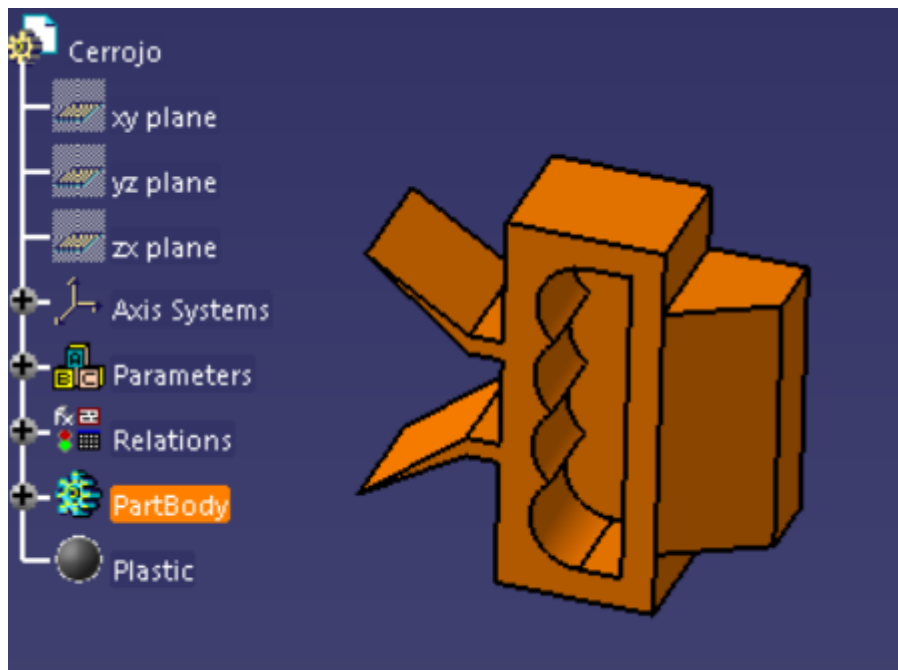 Cerrojo
xy plane
yz plane
zx plane
Axis Systems
A
B C
Parameters
Relations
PartBody
Plastic